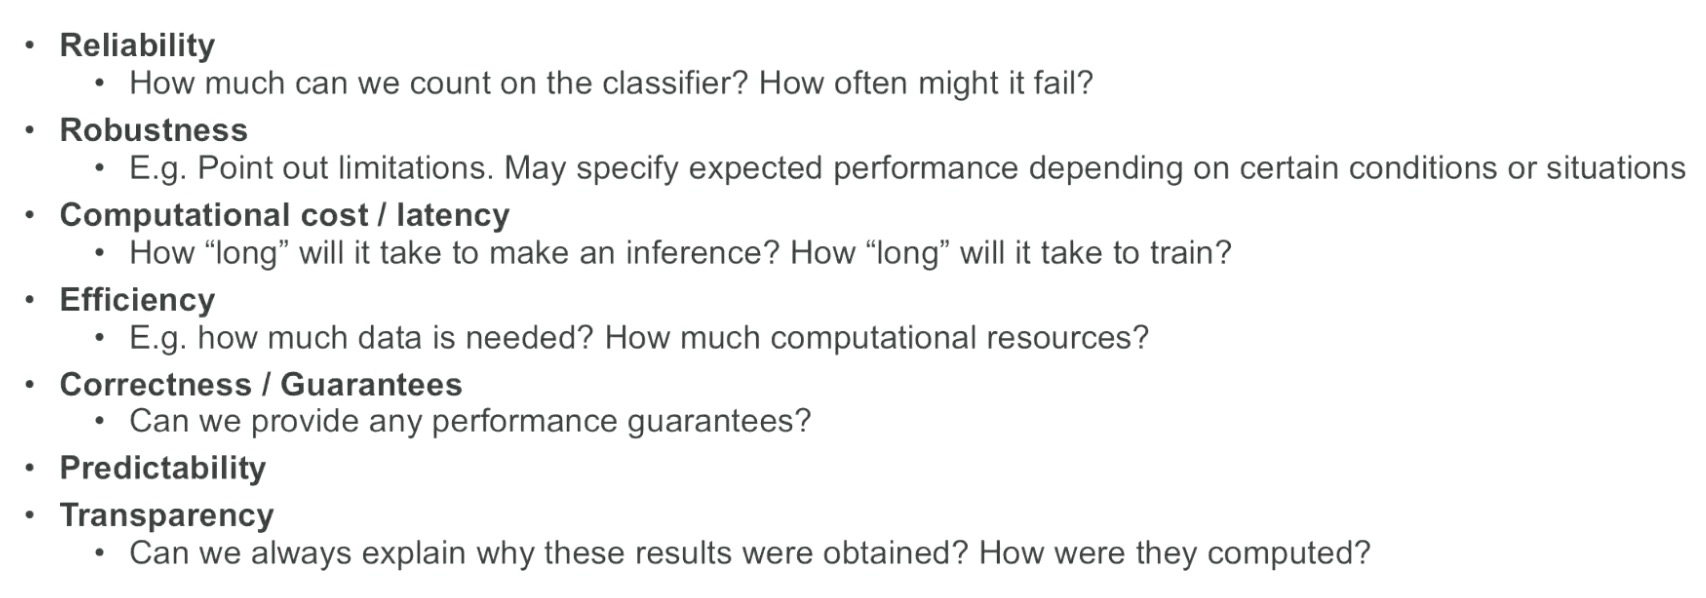 • Reliability
• How much can we count on the classifier? How often might it fail?
• Robustness
• E.g. Point out limitations. May specify expected performance depending on certain conditions or situations
• Computational cost / latency
• How “long” will it take to make an inference? How “long” will it take to train?
• Efficiency
• E.g. how much data is needed? How much computational resources?
• Correctness / Guarantees
• Can we provide any performance guarantees?
• Predictability
• Transparency
• Can we always explain why these results were obtained? How were they computed?